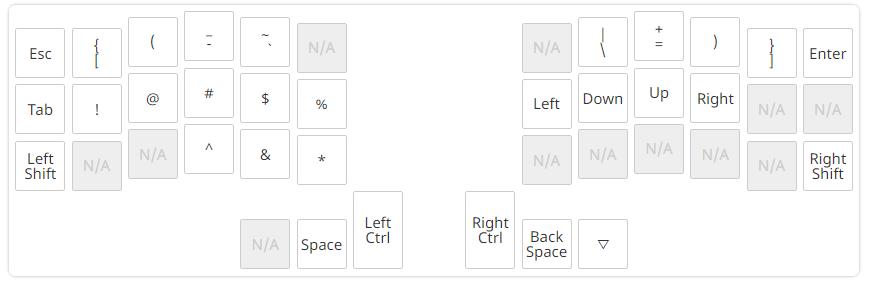 Esc { ( _ ~ N/A N/A | + ) } Enter
[ - ` \ = ]
Tab ! @ # $ % Left Down Up Right N/A N/A
Left Shift N/A N/A ^ & * N/A N/A N/A N/A N/A Right Shift
N/A Space Left Ctrl Right Ctrl Back Space ▽